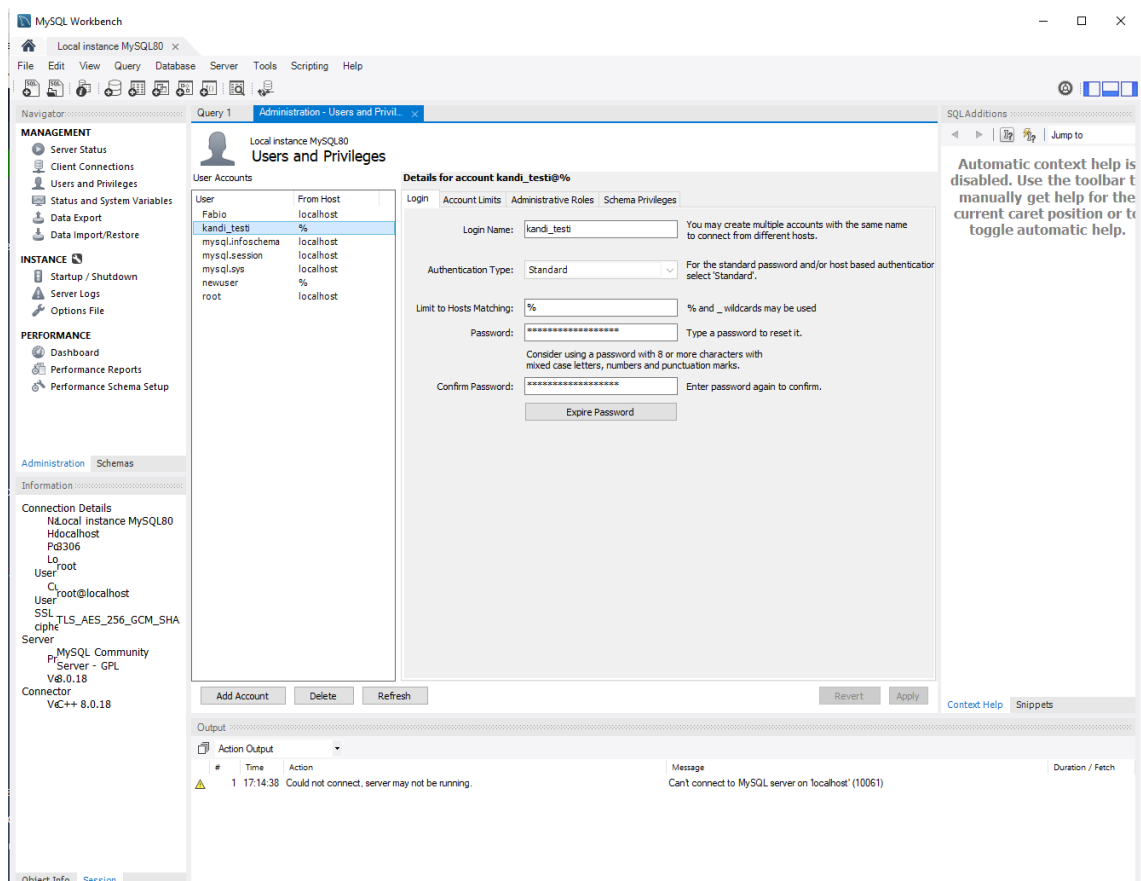 MySQL Workbench
Local instance MySQL80
File Edit View Query Database Server Tools Scripting Help
Navigator
MANAGEMENT
Server Status
Client Connections
Users and Privileges
Status and System Variables
Data Export
Data Import/Restore
INSTANCE
Startup / Shutdown
Server Logs
Options File
PERFORMANCE
Dashboard
Performance Reports
Performance Schema Setup
Administration Schemas
Information
Connection Details
Local instance MySQL80
localhost
3306
root
User
root@localhost
User
SSL
TLS_AES_256_GCM_SHA
Server
MySQL Community
Server - GPL
8.0.18
Connector
C++ 8.0.18
Object Info Session
Query 1 Administration - Users and Privil...
Local instance MySQL80
Users and Privileges
User Accounts
User From Host
Fabio localhost
kandi_testi %
mysql.infoschema localhost
mysql.session localhost
mysql.sys localhost
newuser %
root localhost
Add Account Delete Refresh
Details for account kandi_testi@%
Login Account Limits Administrative Roles Schema Privileges
Login Name: kandi_testi You may create multiple accounts with the same name
to connect from different hosts.
Authentication Type: Standard For the standard password and/or host based authenticatior
select 'Standard'.
Limit to Hosts Matching: % % and _ wildcards may be used
Password: ****************** Type a password to reset it.
Consider using a password with 8 or more characters with
mixed case letters, numbers and punctuation marks.
Confirm Password: ****************** Enter password again to confirm.
Expire Password
Revert Apply
SQLAdditions
Jump to
Automatic context help is
disabled. Use the toolbar t
manually get help for the
current caret position or to
toggle automatic help.
Context Help Snippets
Output
Action Output
# Time Action Message Duration / Fetch
1 17:14:38 Could not connect, server may not be running. Can't connect to MySQL server on 'localhost' (10061)